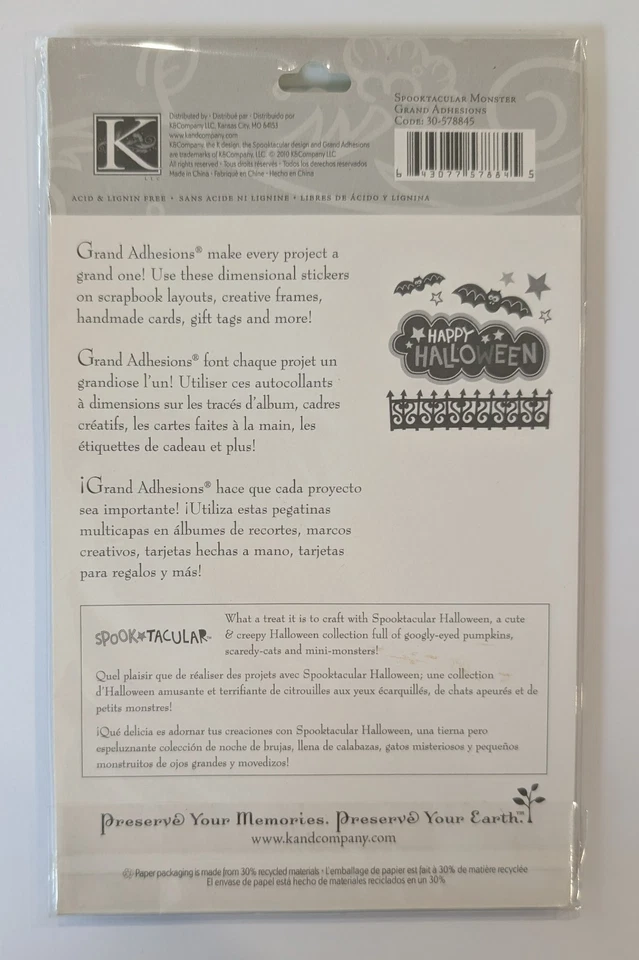 K
LLC
Distributed by • Distribué par • Distribuido por
K&Company LLC, Kansas City, MO 64153
www.kandcompany.com
K&Company, the K design, the Spooktacular design and Grand Adhesions
are trademarks of K&Company, LLC. © 2010 K&Company LLC.
All rights reserved • Tous droits réservés • Todos los derechos reservados
Made in China • Fabriqué en Chine • Hecho en China
Spooktacular Monster
Grand Adhesions
Code: 30-578845
6 43077 57884 5
ACID & LIGNIN FREE • SANS ACIDE NI LIGNINE • LIBRES DE ÁCIDO Y LIGNINA
Grand Adhesions® make every project a
grand one! Use these dimensional stickers
on scrapbook layouts, creative frames,
handmade cards, gift tags and more!
Grand Adhesions® font chaque projet un
grandiose l'un! Utiliser ces autocollants
à dimensions sur les tracés d'album, cadres
créatifs, les cartes faites à la main, les
étiquettes de cadeau et plus!
¡Grand Adhesions® hace que cada proyecto
sea importante! ¡Utiliza estas pegatinas
multicapas en álbumes de recortes, marcos
creativos, tarjetas hechas a mano, tarjetas
para regalos y más!
HAPPY
HALLOWEEN
SPOOK★TACULAR™
What a treat it is to craft with Spooktacular Halloween, a cute
& creepy Halloween collection full of googly-eyed pumpkins,
scaredy-cats and mini-monsters!
Quel plaisir que de réaliser des projets avec Spooktacular Halloween; une collection
d'Halloween amusante et terrifiante de citrouilles aux yeux écarquillés, de chats apeurés et de
petits monstres!
¡Qué delicia es adornar tus creaciones con Spooktacular Halloween, una tierna pero
espeluznante colección de noche de brujas, llena de calabazas, gatos misteriosos y pequeños
monstruitos de ojos grandes y movedizos!
Preserve Your Memories. Preserve Your Earth.™
www.kandcompany.com
Paper packaging is made from 30% recycled materials • L'emballage de papier est fait à 30% de matière recyclée
El envase de papel está hecho de materiales reciclados en un 30%